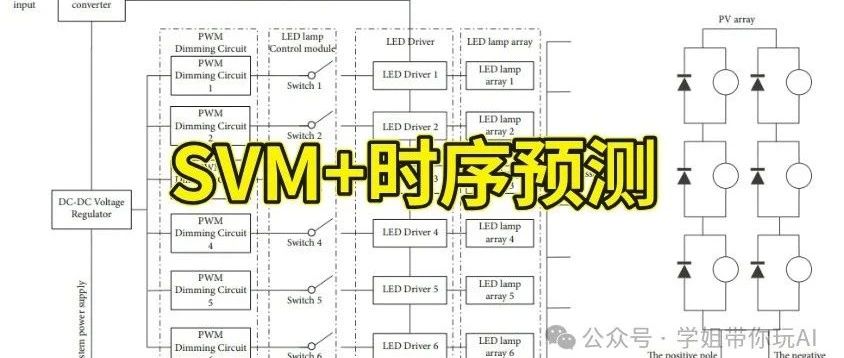 input
converter
PWM
Dimming Circuit
LED lamp
Control module
LED Driver
LED lamp array
PV array
PWM
Dimming Circuit
1
Switch 1
LED Driver 1
LED lamp
array 1
PWM
Dimming Circuit
2
Switch 2
LED Driver 2
LED lamp
array 2
SVM+时序预测
DC-DC Voltage
Regulator
PWM
Dimming Circuit
4
Switch 4
LED Driver 4
LED lamp
array 4
PWM
Dimming Circuit
5
Switch 5
LED Driver 5
LED lamp
array 5
PWM
Dimming Circuit
Switch 6
LED Driver 6
LED lamp
array 6
power supply
公众号·学姐带你玩AI
The positive pole
The negative